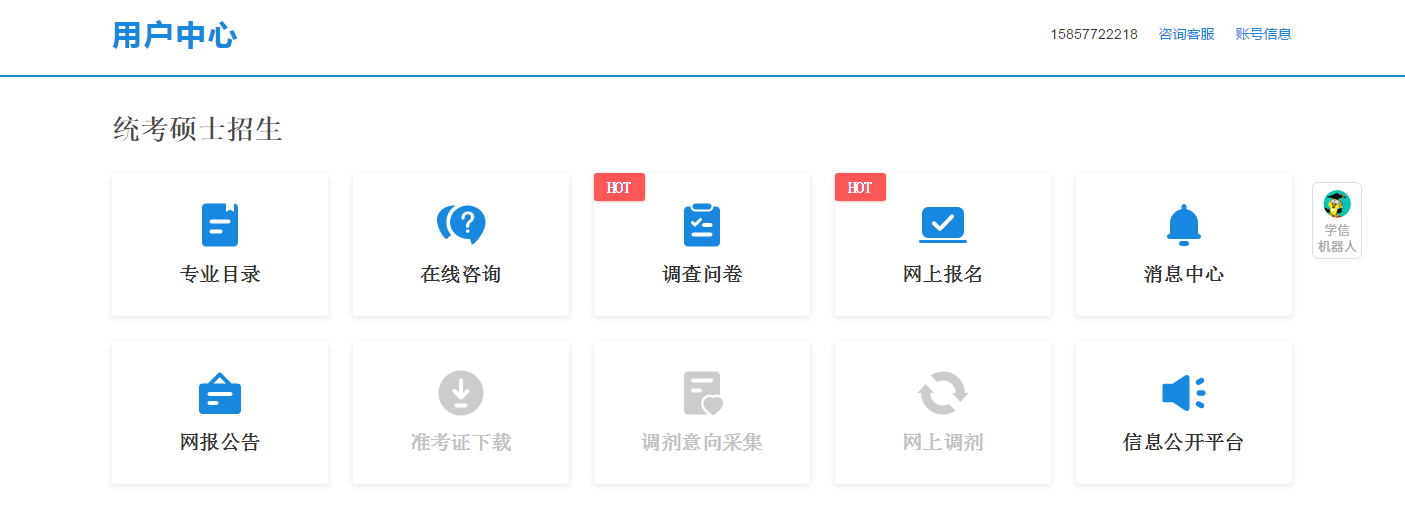 用户中心
15857722218 咨询客服 账号信息
统考硕士招生
专业目录
在线咨询
HOT
调查问卷
HOT
网上报名
消息中心
学信
机器人
网报公告
准考证下载
调剂意向采集
网上调剂
信息公开平台